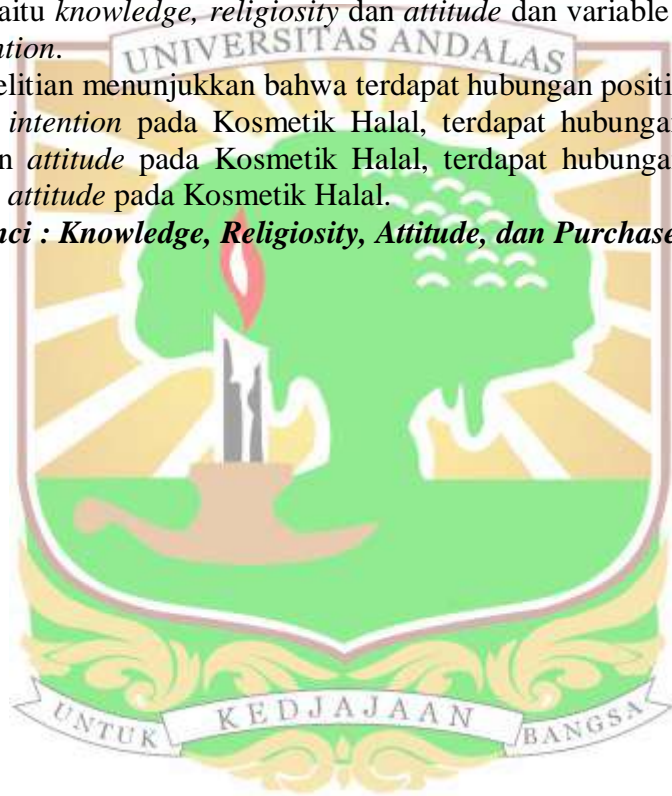 aitu knowledge, religiosity dan attitude dan variable
ntion.
UNIVERSITAS ANDALAS
elitian menunjukkan bahwa terdapat hubungan positi
intention pada Kosmetik Halal, terdapat hubungan
n attitude pada Kosmetik Halal, terdapat hubunga
attitude pada Kosmetik Halal.
nci : Knowledge, Religiosity, Attitude, dan Purchase
UNTUK KEDJAJAAN BANGSA